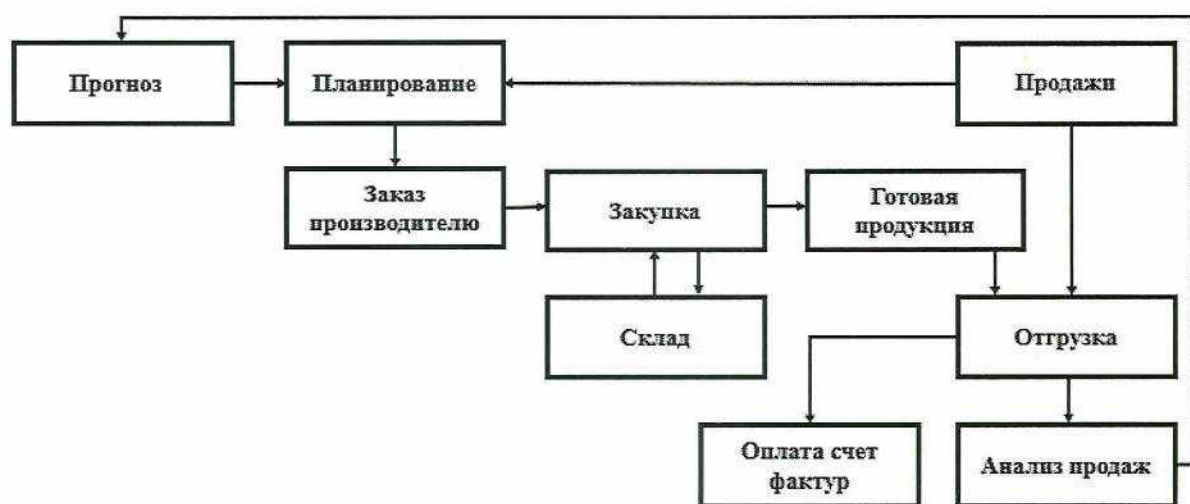 Прогноз
Планирование
Продажи
Заказ
производителю
Закупка
Готовая
продукция
Склад
Отгрузка
Оплата счет
фактур
Анализ продаж